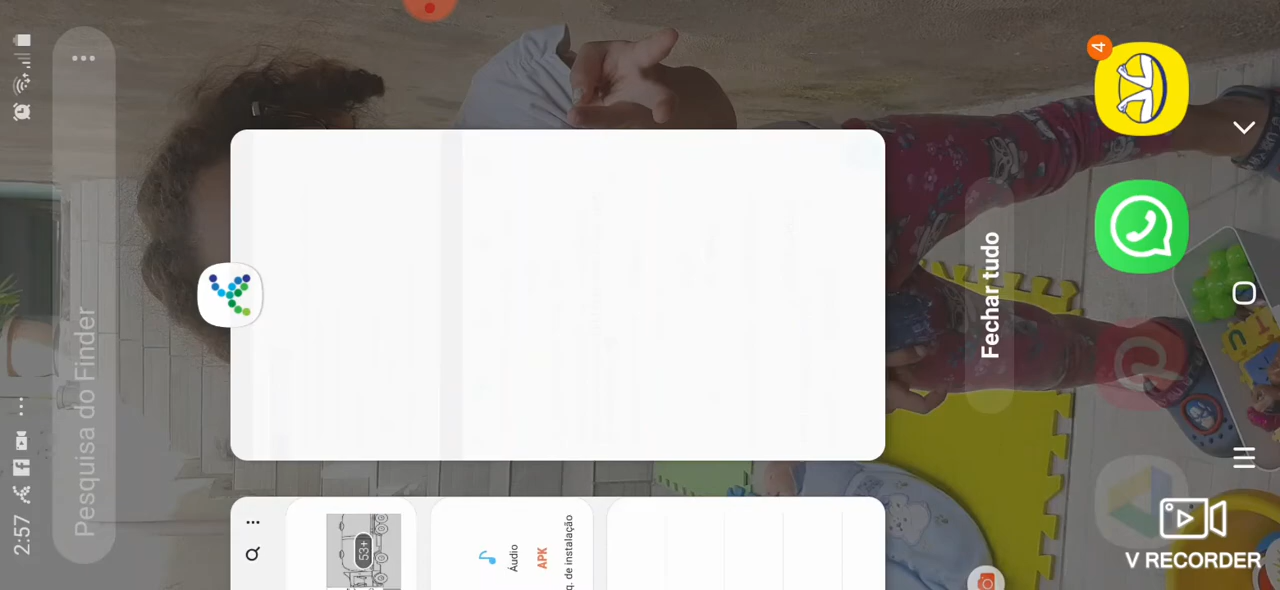 2:57
Pesquisa do Finder
53+
Áudio
APK
q. de instalação
Fechar tudo
4
V RECORDER